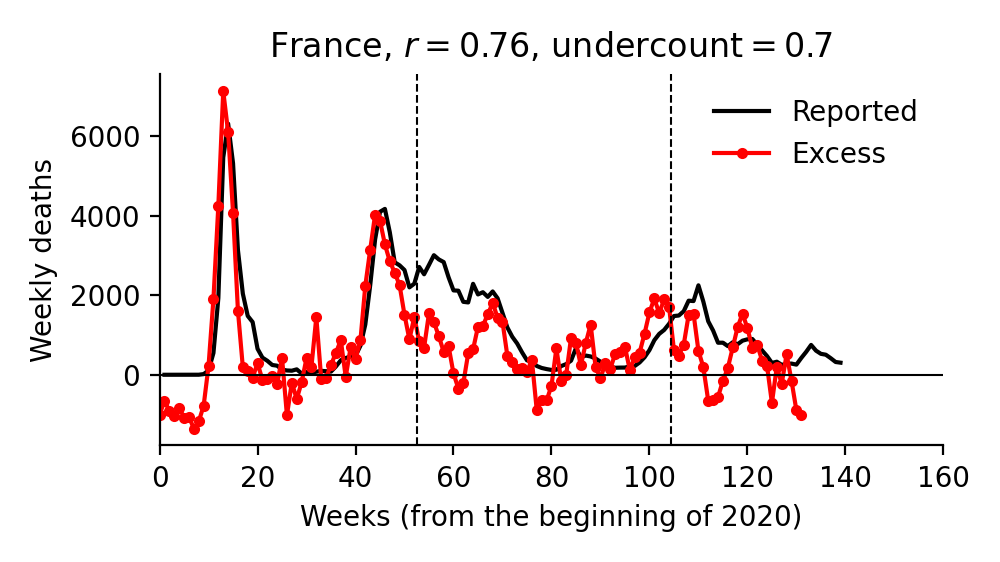 France, r = 0.76, undercount = 0.7
Reported
Excess
Weekly deaths
6000
4000
2000
0
0 20 40 60 80 100 120 140 160
Weeks (from the beginning of 2020)